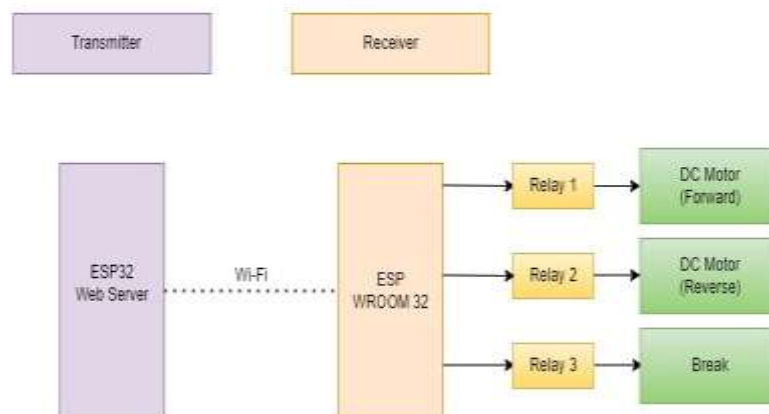 Transmitter
Receiver
ESP32
Web Server
Wi-Fi
ESP
WROOM 32
Relay 1
DC Motor
(Forward)
Relay 2
DC Motor
(Reverse)
Relay 3
Break